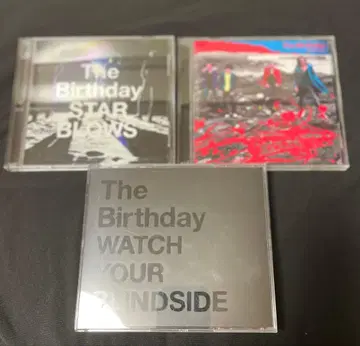 The
Birthday
STAR
BLOWS
The
Birthday
WATCH
YOUR
BLINDSIDE